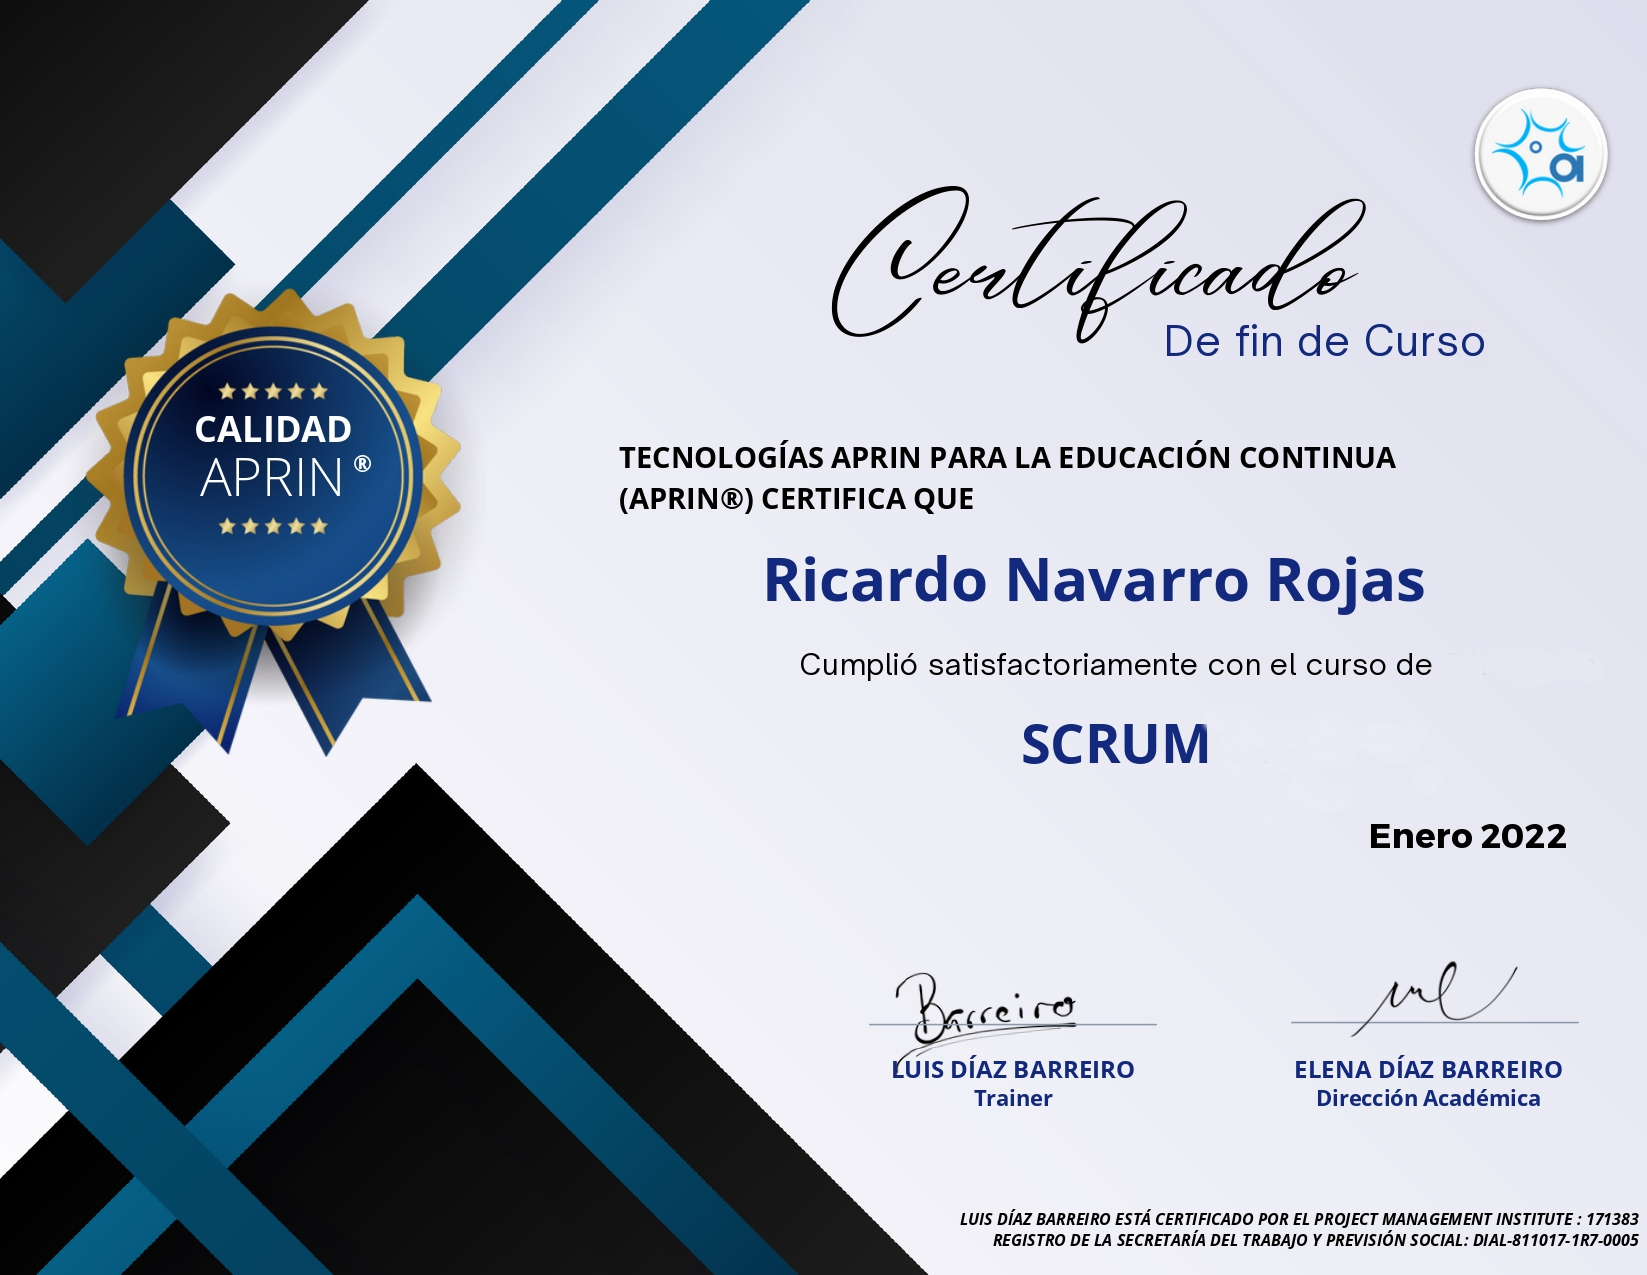 Certificado
De fin de Curso
CALIDAD
APRIN ®
TECNOLOGÍAS APRIN PARA LA EDUCACIÓN CONTINUA
(APRIN®) CERTIFICA QUE
Ricardo Navarro Rojas
Cumplió satisfactoriamente con el curso de
SCRUM
Enero 2022
Barreiro
LUIS DÍAZ BARREIRO
Trainer
ELENA DÍAZ BARREIRO
Dirección Académica
LUIS DÍAZ BARREIRO ESTÁ CERTIFICADO POR EL PROJECT MANAGEMENT INSTITUTE : 171383
REGISTRO DE LA SECRETARÍA DEL TRABAJO Y PREVISIÓN SOCIAL: DIAL-811017-1R7-0005